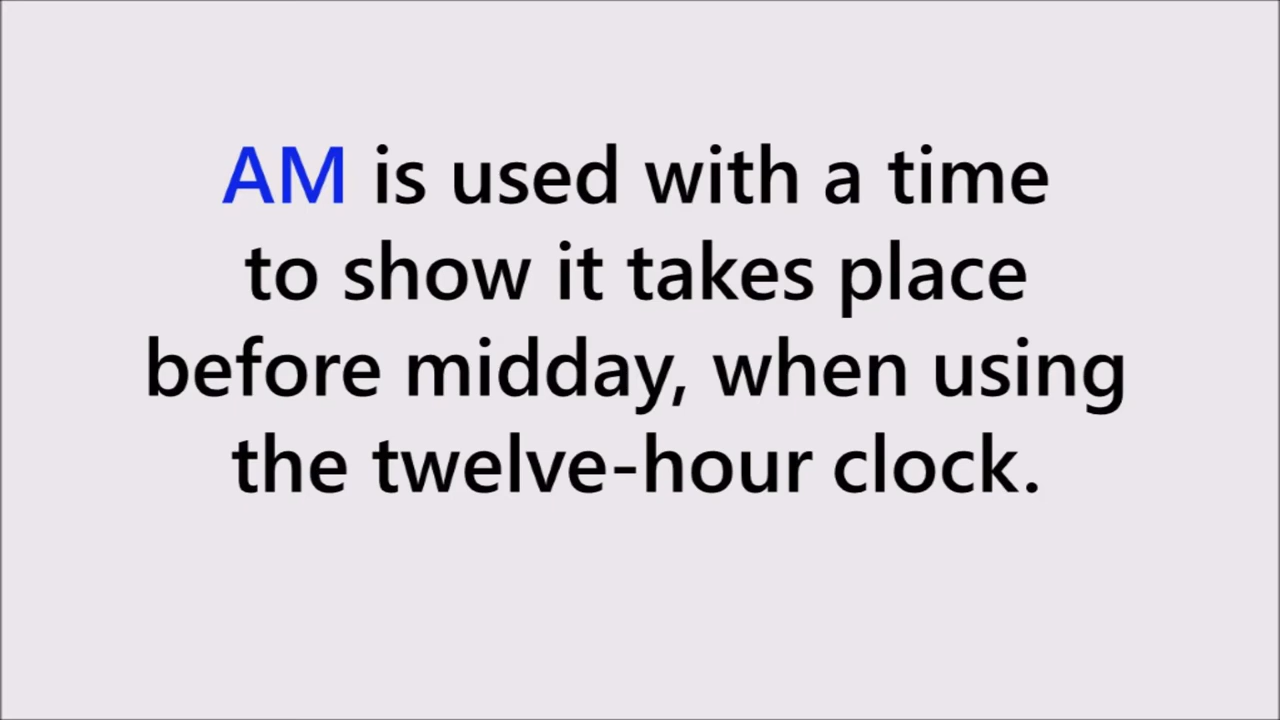 AM is used with a time
to show it takes place
before midday, when using
the twelve-hour clock.